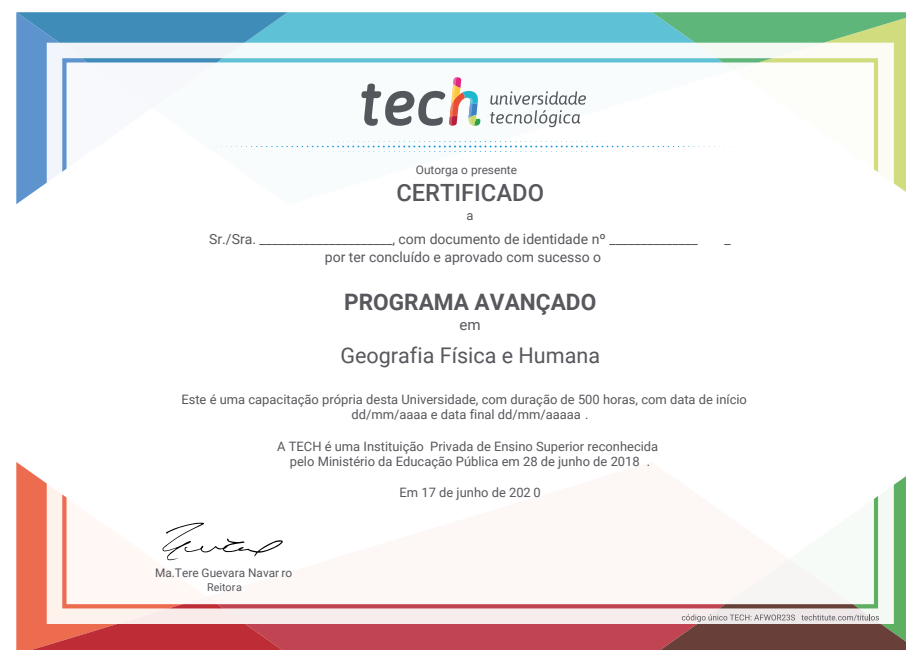 tech universidade
tecnológica
Outorga o presente
CERTIFICADO
a
Sr./Sra. ______________________, com documento de identidade nº ______________ _
por ter concluído e aprovado com sucesso o
PROGRAMA AVANÇADO
em
Geografia Física e Humana
Este é uma capacitação própria desta Universidade, com duração de 500 horas, com data de início
dd/mm/aaaa e data final dd/mm/aaaaa .
A TECH é uma Instituição Privada de Ensino Superior reconhecida
pelo Ministério da Educação Pública em 28 de junho de 2018 .
Em 17 de junho de 202 0
Ma.Tere Guevara Navar ro
Reitora
código único TECH: AFWOR23S techtitute.com/titulos